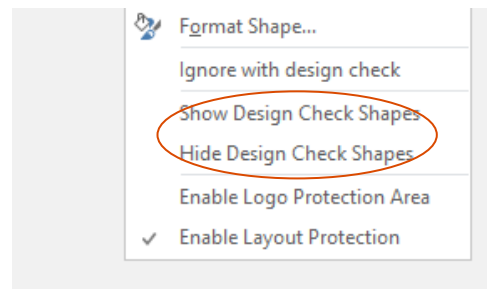 Format Shape...
Ignore with design check
Show Design Check Shapes
Hide Design Check Shapes
Enable Logo Protection Area
Enable Layout Protection